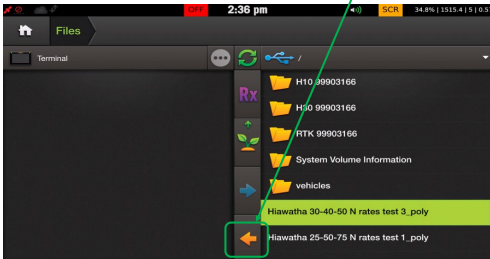 OFF 2:36 pm SCR 34.8% | 1515.4 | 5 | 0.5
Files
Terminal
/
Rx
H10 99903166
H30 99903166
RTK 99903166
System Volume Information
vehicles
Hiawatha 30-40-50 N rates test 3_poly
Hiawatha 25-50-75 N rates test 1_poly